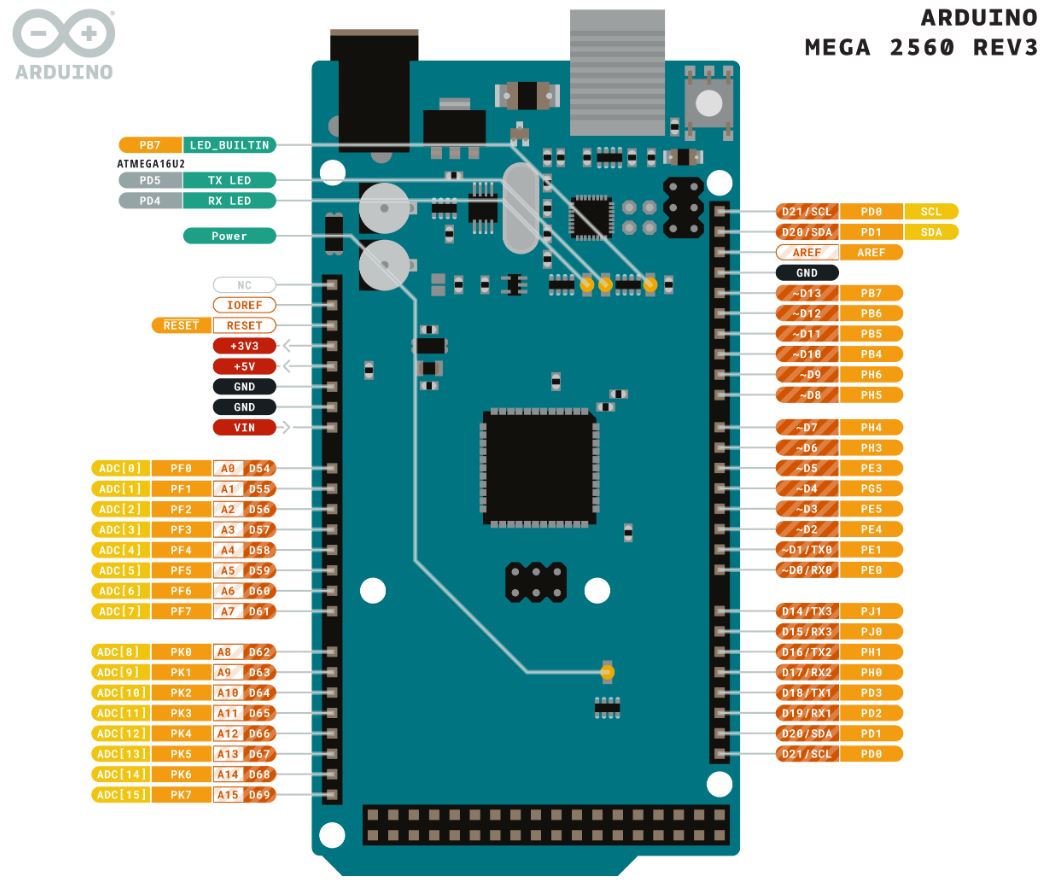 ARDUINO
ARDUINO
MEGA 2560 REV3
PB7 LED_BUILTIN
ATMEGA16U2
PD5 TX LED
PD4 RX LED
Power
NC
IOREF
RESET RESET
+3V3
+5V
GND
GND
VIN
ADC[0] PF0 A0 D54
ADC[1] PF1 A1 D55
ADC[2] PF2 A2 D56
ADC[3] PF3 A3 D57
ADC[4] PF4 A4 D58
ADC[5] PF5 A5 D59
ADC[6] PF6 A6 D60
ADC[7] PF7 A7 D61
ADC[8] PK0 A8 D62
ADC[9] PK1 A9 D63
ADC[10] PK2 A10 D64
ADC[11] PK3 A11 D65
ADC[12] PK4 A12 D66
ADC[13] PK5 A13 D67
ADC[14] PK6 A14 D68
ADC[15] PK7 A15 D69
D21/SCL PD0 SCL
D20/SDA PD1 SDA
AREF AREF
GND
~D13 PB7
~D12 PB6
~D11 PB5
~D10 PB4
~D9 PH6
~D8 PH5
~D7 PH4
~D6 PH3
~D5 PE3
~D4 PG5
~D3 PE5
~D2 PE4
~D1/TX0 PE1
~D0/RX0 PE0
D14/TX3 PJ1
D15/RX3 PJ0
D16/TX2 PH1
D17/RX2 PH0
D18/TX1 PD3
D19/RX1 PD2
D20/SDA PD1
D21/SCL PD0